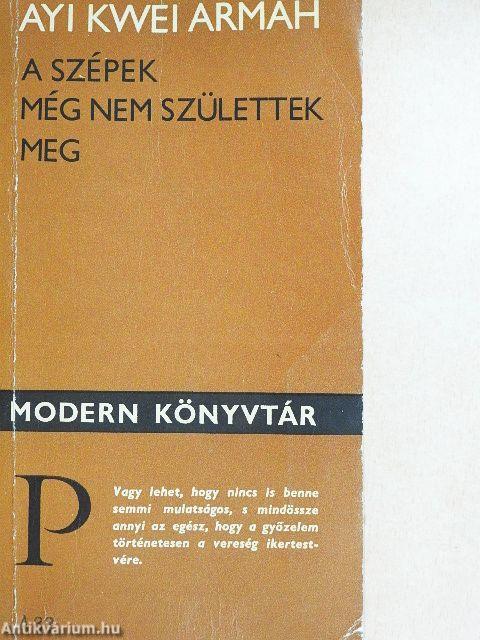 AYI KWEI ARMAH
A SZÉPEK
MÉG NEM SZÜLETTEK
MEG
MODERN KÖNYVTÁR
P
Vagy lehet, hogy nincs is benne
semmi mulatságos, s mindössze
annyi az egész, hogy a győzelem
történetesen a vereség ikertest-
vére.
Antikvárium.hu